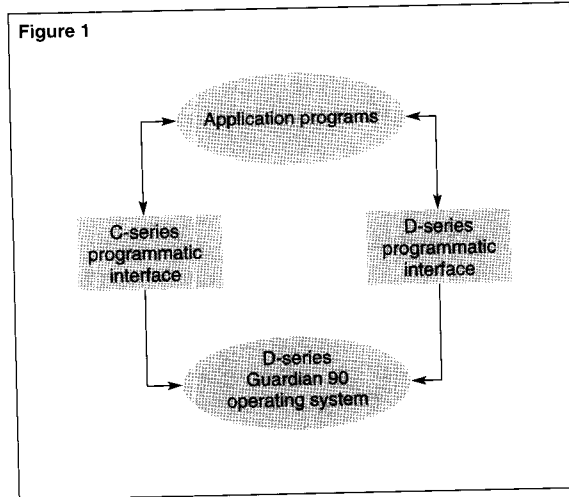 Figure 1
Application programs
C-series
programmatic
interface
D-series
programmatic
interface
D-series
Guardian 90
operating system